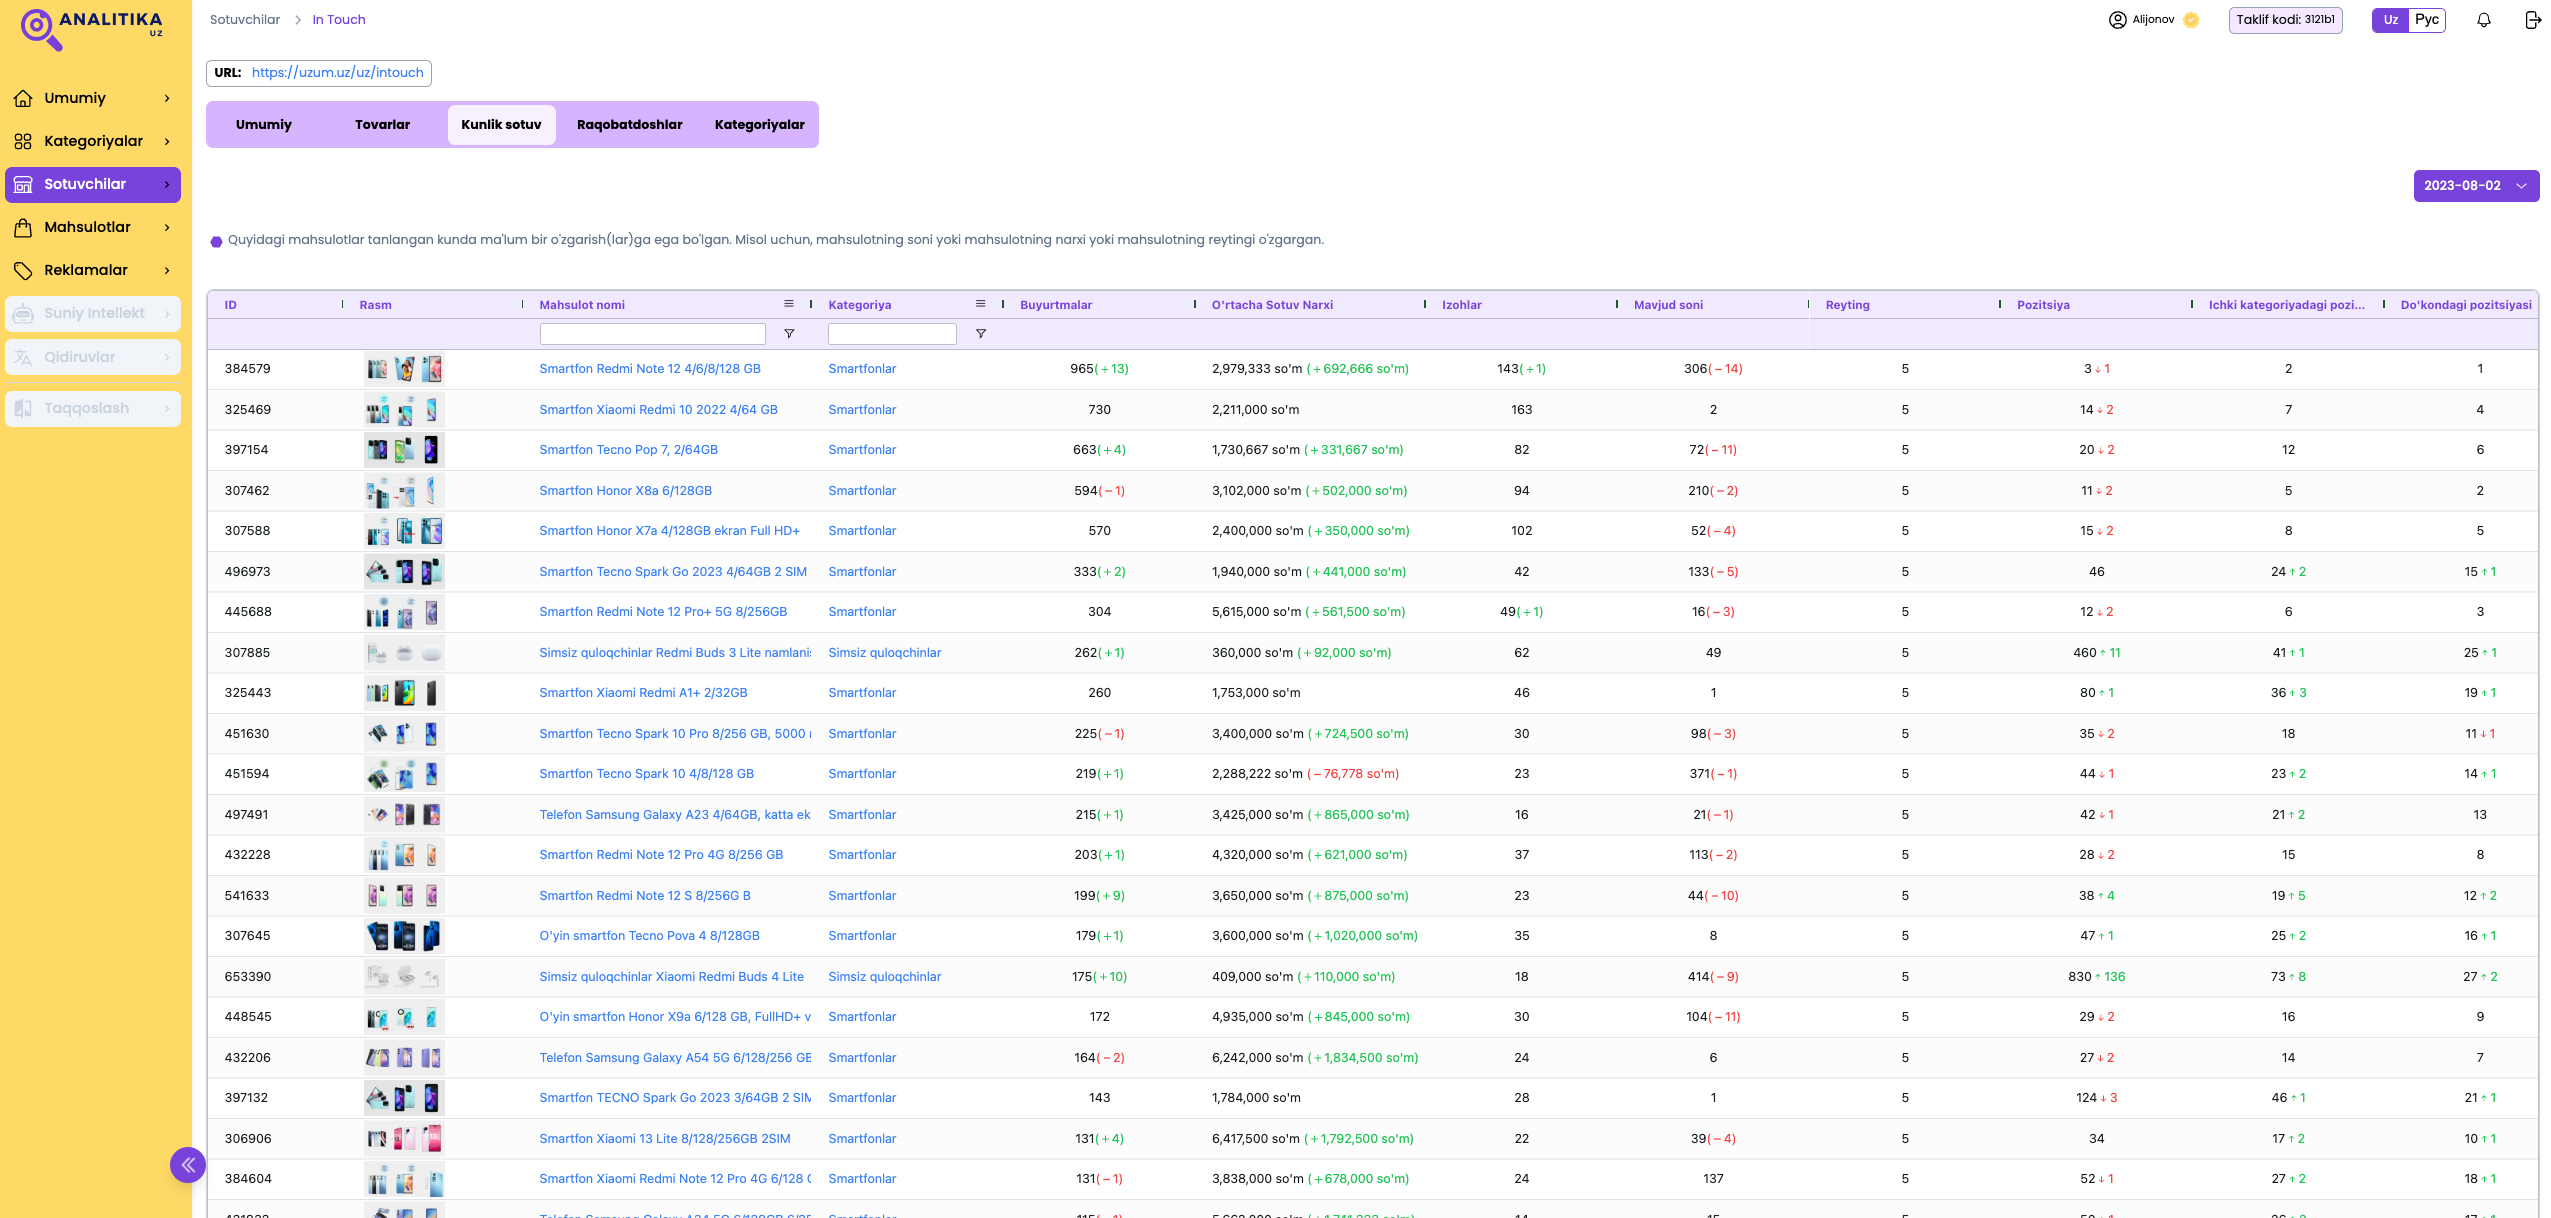 ANALITIKA
UZ
Sotuvchilar > In Touch
Alijonov
Taklif kodi: 3121b1
Uz Рус
URL: https://uzum.uz/uz/intouch
Umumiy
Kategoriyalar
Sotuvchilar
Mahsulotlar
Reklamalar
Suniy Intellekt
Qidiruvlar
Taqqoslash
Umumiy Tovarlar Kunlik sotuv Raqobatdoshlar Kategoriyalar
2023-08-02
Quyidagi mahsulotlar tanlangan kunda ma'lum bir o'zgarish(lar)ga ega bo'lgan. Misol uchun, mahsulotning soni yoki mahsulotning narxi yoki mahsulotning reytingi o'zgargan.
ID Rasm Mahsulot nomi Kategoriya Buyurtmalar O'rtacha Sotuv Narxi Izohlar Mavjud soni Reyting Pozitsiya Ichki kategoriyadagi pozi... Do'kondagi pozitsiyasi
384579 Smartfon Redmi Note 12 4/6/8/128 GB Smartfonlar 965(+13) 2,979,333 so'm (+692,666 so'm) 143(+1) 306(−14) 5 3 ↓ 1 2 1
325469 Smartfon Xiaomi Redmi 10 2022 4/64 GB Smartfonlar 730 2,211,000 so'm 163 2 5 14 ↓ 2 7 4
397154 Smartfon Tecno Pop 7, 2/64GB Smartfonlar 663(+4) 1,730,667 so'm (+331,667 so'm) 82 72(−11) 5 20 ↓ 2 12 6
307462 Smartfon Honor X8a 6/128GB Smartfonlar 594(−1) 3,102,000 so'm (+502,000 so'm) 94 210(−2) 5 11 ↓ 2 5 2
307588 Smartfon Honor X7a 4/128GB ekran Full HD+ Smartfonlar 570 2,400,000 so'm (+350,000 so'm) 102 52(−4) 5 15 ↓ 2 8 5
496973 Smartfon Tecno Spark Go 2023 4/64GB 2 SIM Smartfonlar 333(+2) 1,940,000 so'm (+441,000 so'm) 42 133(−5) 5 46 24 ↑ 2 15 ↑ 1
445688 Smartfon Redmi Note 12 Pro+ 5G 8/256GB Smartfonlar 304 5,615,000 so'm (+561,500 so'm) 49(+1) 16(−3) 5 12 ↓ 2 6 3
307885 Simsiz quloqchinlar Redmi Buds 3 Lite namlanis Simsiz quloqchinlar 262(+1) 360,000 so'm (+92,000 so'm) 62 49 5 460 ↑ 11 41 ↑ 1 25 ↑ 1
325443 Smartfon Xiaomi Redmi A1+ 2/32GB Smartfonlar 260 1,753,000 so'm 46 1 5 80 ↑ 1 36 ↑ 3 19 ↑ 1
451630 Smartfon Tecno Spark 10 Pro 8/256 GB, 5000 Smartfonlar 225(−1) 3,400,000 so'm (+724,500 so'm) 30 98(−3) 5 35 ↓ 2 18 11 ↓ 1
451594 Smartfon Tecno Spark 10 4/8/128 GB Smartfonlar 219(+1) 2,288,222 so'm (−76,778 so'm) 23 371(−1) 5 44 ↓ 1 23 ↑ 2 14 ↑ 1
497491 Telefon Samsung Galaxy A23 4/64GB, katta ek Smartfonlar 215(+1) 3,425,000 so'm (+865,000 so'm) 16 21(−1) 5 42 ↓ 1 21 ↑ 2 13
432228 Smartfon Redmi Note 12 Pro 4G 8/256 GB Smartfonlar 203(+1) 4,320,000 so'm (+621,000 so'm) 37 113(−2) 5 28 ↓ 2 15 8
541633 Smartfon Redmi Note 12 S 8/256G B Smartfonlar 199(+9) 3,650,000 so'm (+875,000 so'm) 23 44(−10) 5 38 ↑ 4 19 ↑ 5 12 ↑ 2
307645 O'yin smartfon Tecno Pova 4 8/128GB Smartfonlar 179(+1) 3,600,000 so'm (+1,020,000 so'm) 35 8 5 47 ↑ 1 25 ↑ 2 16 ↑ 1
653390 Simsiz quloqchinlar Xiaomi Redmi Buds 4 Lite Simsiz quloqchinlar 175(+10) 409,000 so'm (+110,000 so'm) 18 414(−9) 5 830 ↑ 136 73 ↑ 8 27 ↑ 2
448545 O'yin smartfon Honor X9a 6/128 GB, FullHD+ v Smartfonlar 172 4,935,000 so'm (+845,000 so'm) 30 104(−11) 5 29 ↓ 2 16 9
432206 Telefon Samsung Galaxy A54 5G 6/128/256 GB Smartfonlar 164(−2) 6,242,000 so'm (+1,834,500 so'm) 24 6 5 27 ↓ 2 14 7
397132 Smartfon TECNO Spark Go 2023 3/64GB 2 SIM Smartfonlar 143 1,784,000 so'm 28 1 5 124 ↓ 3 46 ↑ 1 21 ↑ 1
306906 Smartfon Xiaomi 13 Lite 8/128/256GB 2SIM Smartfonlar 131(+4) 6,417,500 so'm (+1,792,500 so'm) 22 39(−4) 5 34 17 ↑ 2 10 ↑ 1
384604 Smartfon Xiaomi Redmi Note 12 Pro 4G 6/128 Smartfonlar 131(−1) 3,838,000 so'm (+678,000 so'm) 24 137 5 52 ↓ 1 27 ↑ 2 18 ↑ 1